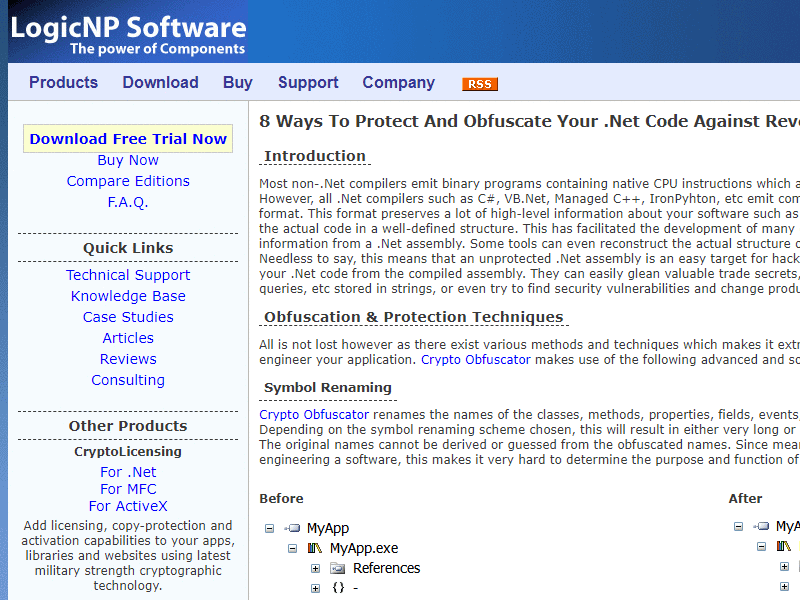 LogicNP Software
The power of Components
Products Download Buy Support Company RSS
Download Free Trial Now
Buy Now
Compare Editions
F.A.Q.
Quick Links
Technical Support
Knowledge Base
Case Studies
Articles
Reviews
Consulting
Other Products
CryptoLicensing
For .Net
For MFC
For ActiveX
Add licensing, copy-protection and
activation capabilities to your apps,
libraries and websites using latest
military strength cryptographic
technology.
8 Ways To Protect And Obfuscate Your .Net Code Against Rev
Introduction
Most non-.Net compilers emit binary programs containing native CPU instructions which a
However, all .Net compilers such as C#, VB.Net, Managed C++, IronPyhton, etc emit com
format. This format preserves a lot of high-level information about your software such as
the actual code in a well-defined structure. This has facilitated the development of many
information from a .Net assembly. Some tools can even reconstruct the actual structure o
Needless to say, this means that an unprotected .Net assembly is an easy target for hack
your .Net code from the compiled assembly. They can easily glean valuable trade secrets,
queries, etc stored in strings, or even try to find security vulnerabilities and change produ
Obfuscation & Protection Techniques
All is not lost however as there exist various methods and techniques which makes it extr
engineer your application. Crypto Obfuscator makes use of the following advanced and so
Symbol Renaming
Crypto Obfuscator renames the names of the classes, methods, properties, fields, events,
Depending on the symbol renaming scheme chosen, this will result in either very long or
The original names cannot be derived or guessed from the obfuscated names. Since mean
engineering a software, this makes it very hard to determine the purpose and function of
Before After
MyApp MyA
MyApp.exe
References
{} -